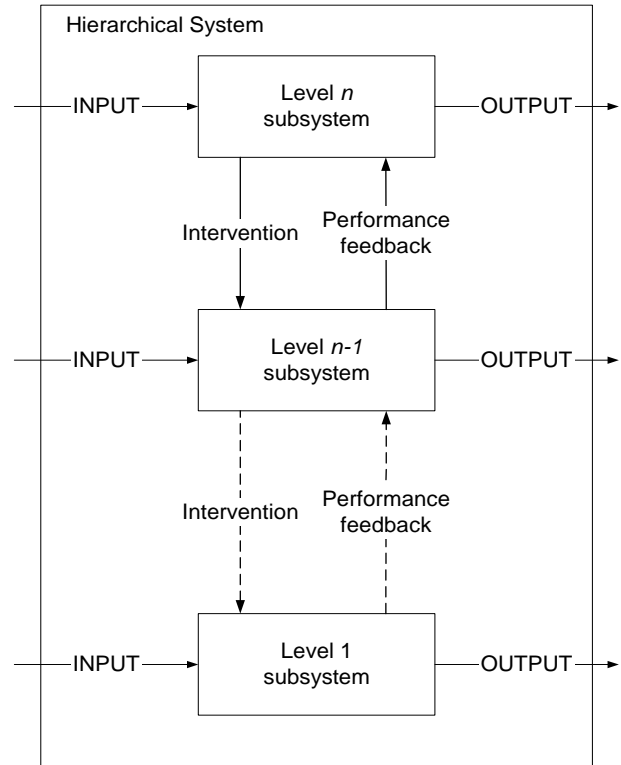 Hierarchical System
INPUT
Level n
subsystem
OUTPUT
Intervention
Performance
feedback
INPUT
Level n-1
subsystem
OUTPUT
Intervention
Performance
feedback
INPUT
Level 1
subsystem
OUTPUT